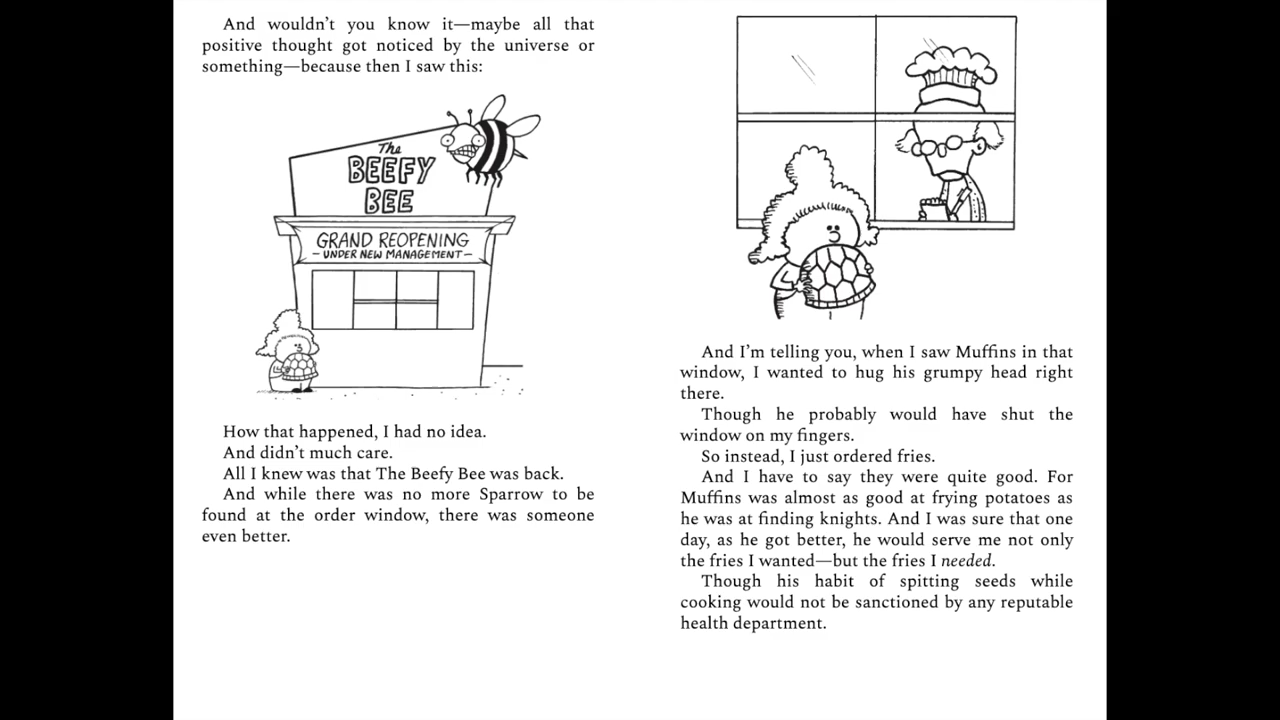 And wouldn't you know it—maybe all that
positive thought got noticed by the universe or
something—because then I saw this:
The
BEEFY
BEE
GRAND REOPENING
– UNDER NEW MANAGEMENT –
How that happened, I had no idea.
And didn't much care.
All I knew was that The Beefy Bee was back.
And while there was no more Sparrow to be
found at the order window, there was someone
even better.
And I'm telling you, when I saw Muffins in that
window, I wanted to hug his grumpy head right
there.
Though he probably would have shut the
window on my fingers.
So instead, I just ordered fries.
And I have to say they were quite good. For
Muffins was almost as good at frying potatoes as
he was at finding knights. And I was sure that one
day, as he got better, he would serve me not only
the fries I wanted—but the fries I needed.
Though his habit of spitting seeds while
cooking would not be sanctioned by any reputable
health department.